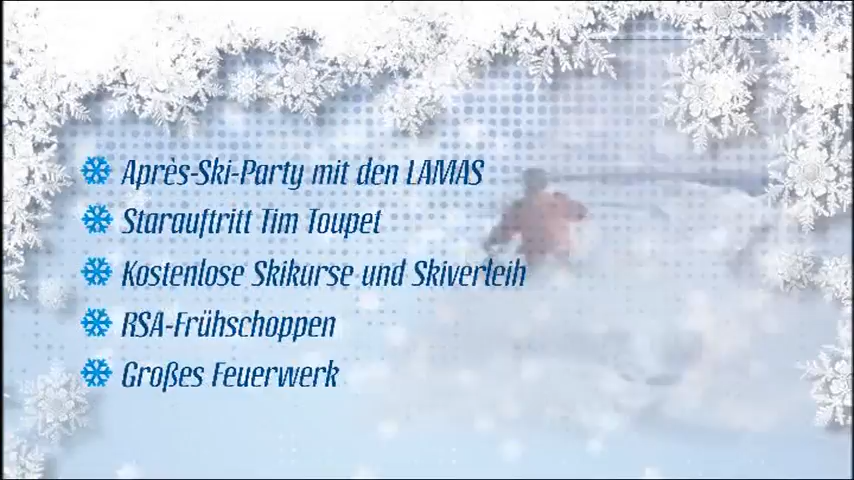 Après-Ski-Party mit den LAMAS
Starauftritt Tim Toupet
Kostenlose Skikurse und Skiverleih
RSA-Frühschoppen
Großes Feuerwerk